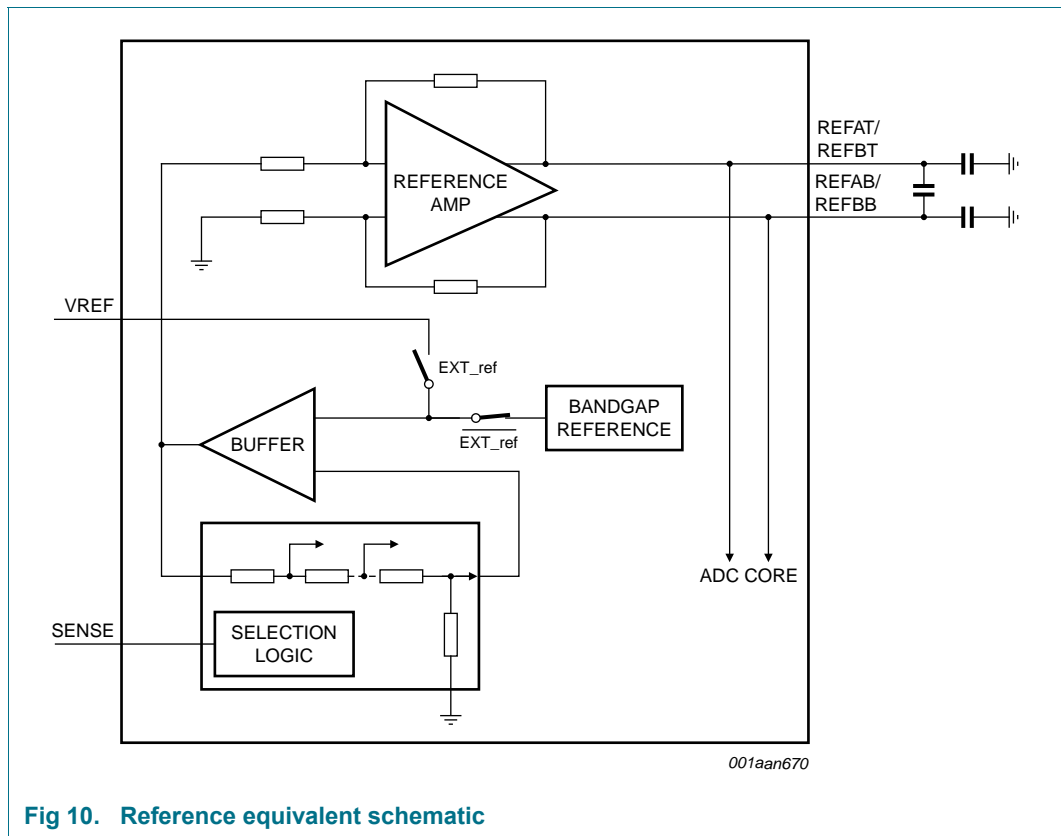 REFAT/
REFBT
REFERENCE
AMP
REFAB/
REFBB
VREF
EXT_ref
BANDGAP
REFERENCE
EXT_ref
BUFFER
ADC CORE
SENSE
SELECTION
LOGIC
001aan670
Fig 10. Reference equivalent schematic